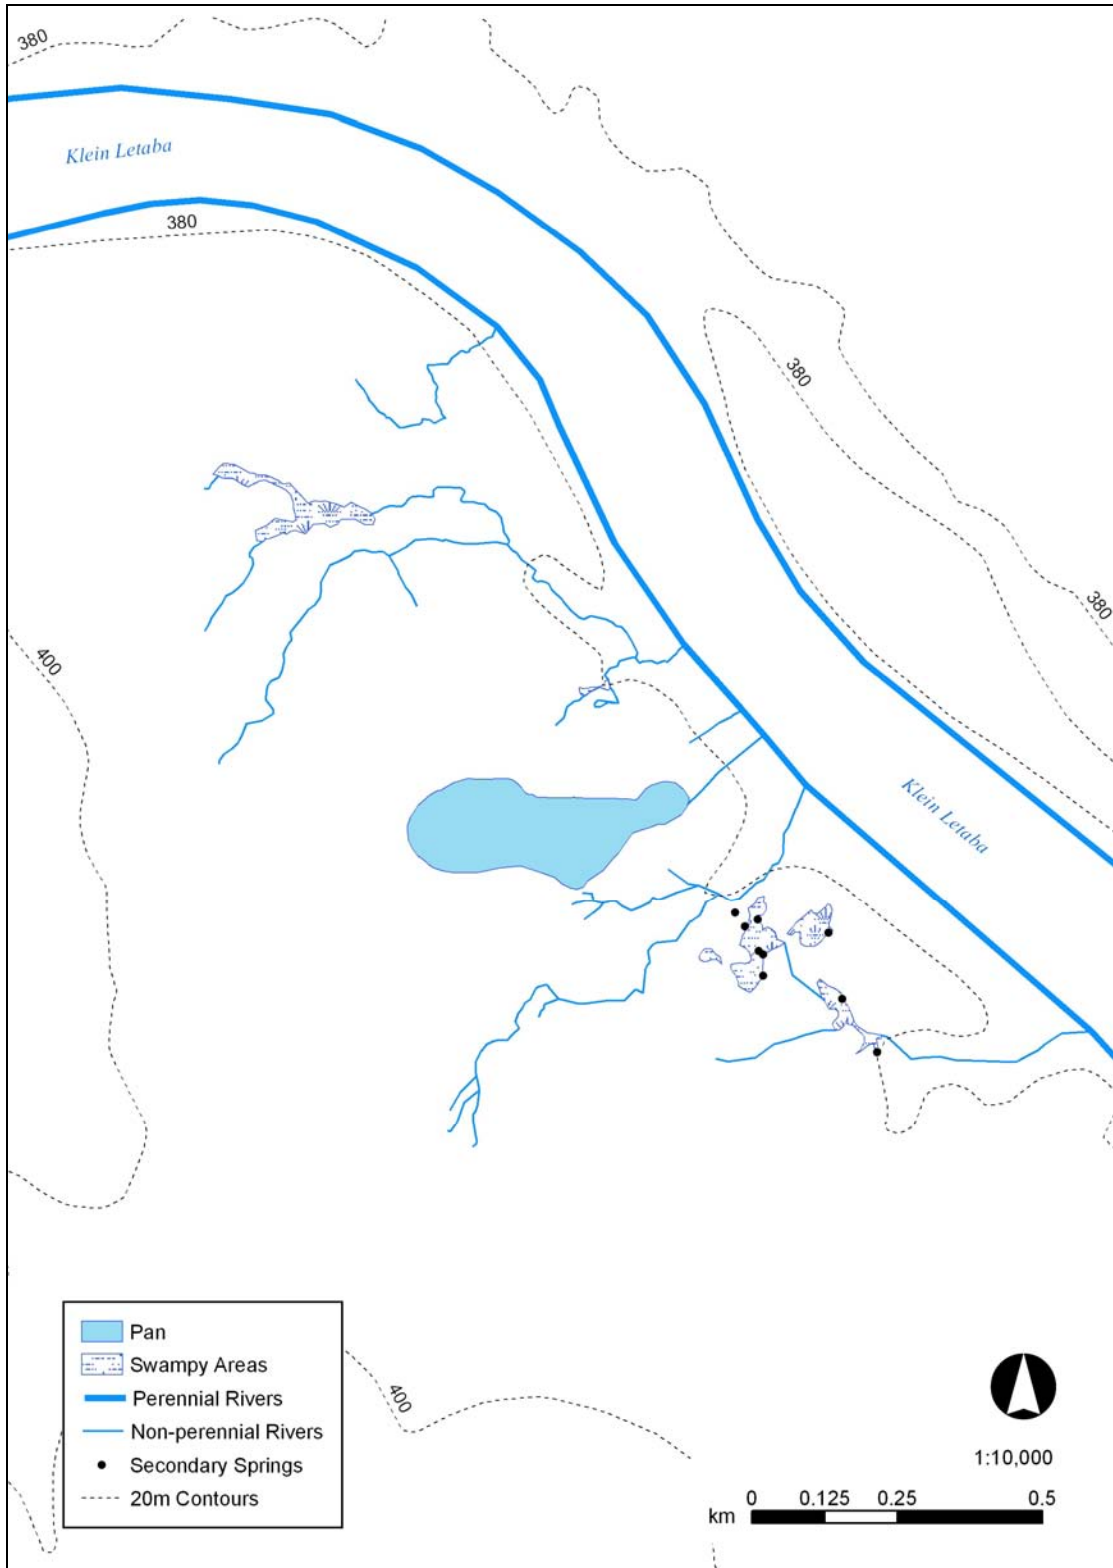 380
Klein Letaba
380
380
380
400
Klein Letaba
Pan
Swampy Areas
Perennial Rivers
Non-perennial Rivers
Secondary Springs
20m Contours
400
1:10,000
0 0.125 0.25 0.5
km